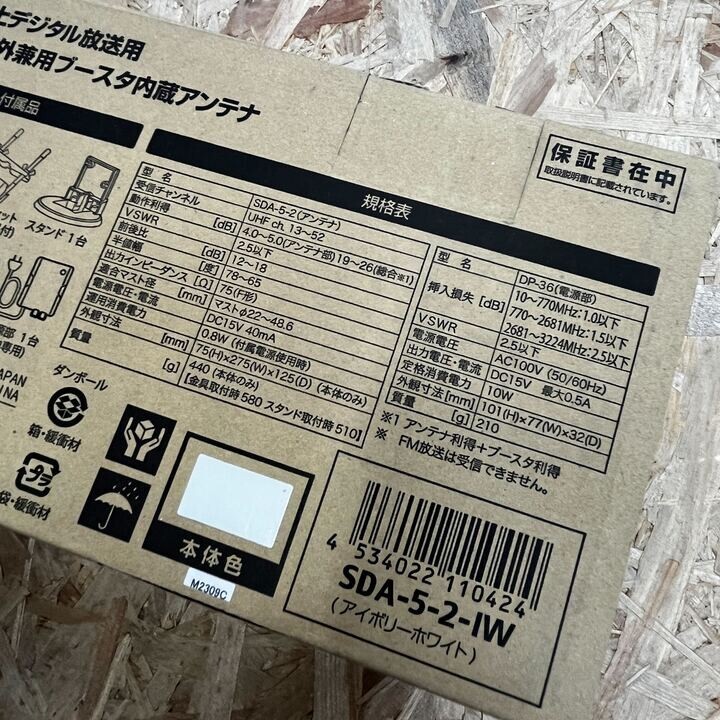 上デジタル放送用
外兼用ブースタ内蔵アンテナ
付属品
スタンド 1台
1台
保証書在中
取扱説明書に記載されています。
規格表
型 名 SDA-5-2(アンテナ)
受信チャンネル UHF ch. 13～52
動作利得 [dB] 4.0～5.0(アンテナ部)19～26(総合※1)
VSWR 2.5以下
前後比 [dB] 12～18
半値幅 [度] 78～65
出力インピーダンス [Ω] 75(F形)
適合マスト径 [mm] マストφ22～48.6
電源電圧・電流 DC15V 40mA
運用消費電力 0.8W (付属電源使用時)
外観寸法 [mm] 75(H)×275(W)×125(D) (本体のみ)
質量 [g] 440 (本体のみ)
【金具取付時 580 スタンド取付時 510】
型 名 DP-36(電源部)
挿入損失 [dB] 10～770MHz:1.0以下
770～2681MHz:1.5以下
2681～3224MHz:2.5以下
VSWR 2.5以下
電源電圧 AC100V (50/60Hz)
出力電圧・電流 DC15V 最大0.5A
定格消費電力 10W
外観寸法 [mm] 101(H)×77(W)×32(D)
質量 [g] 210
※1 アンテナ利得+ブースタ利得
※ FM放送は受信できません。
ダンボール
箱・緩衝材
プラ
袋・緩衝材
本体色
M2309C
4 534022 110424
SDA-5-2-IW
(アイボリーホワイト)